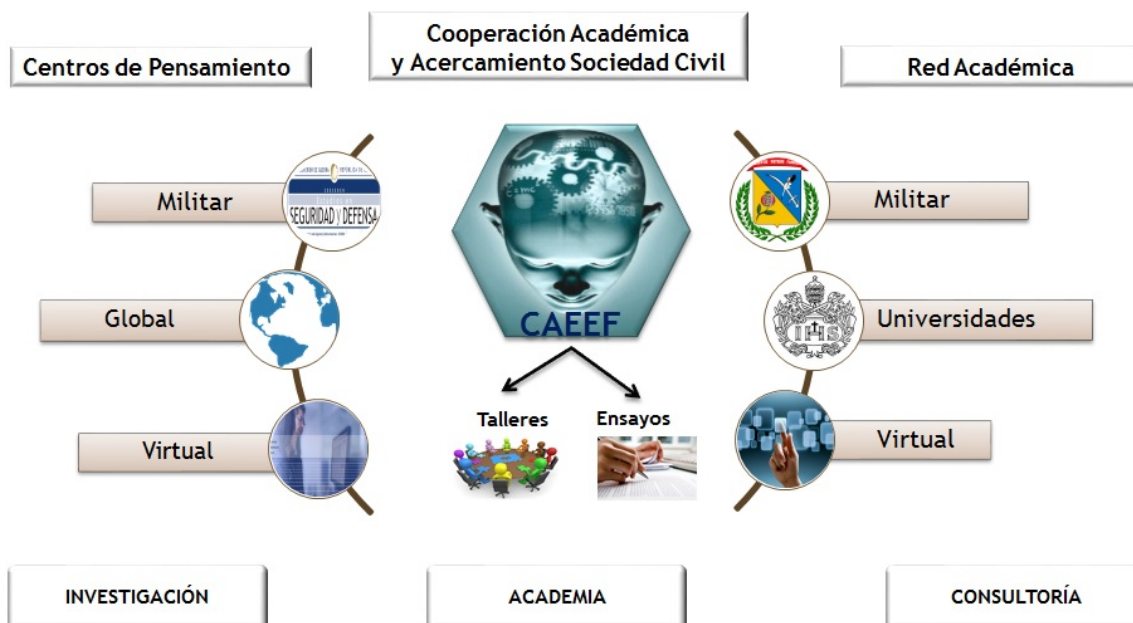 Cooperación Académica
y Acercamiento Sociedad Civil
Centros de Pensamiento
Red Académica
Militar
SEGURIDAD y DEFENSA
Militar
Global
CAEEF
IHS
Universidades
Talleres
Ensayos
Virtual
Virtual
INVESTIGACIÓN
ACADEMIA
CONSULTORÍA